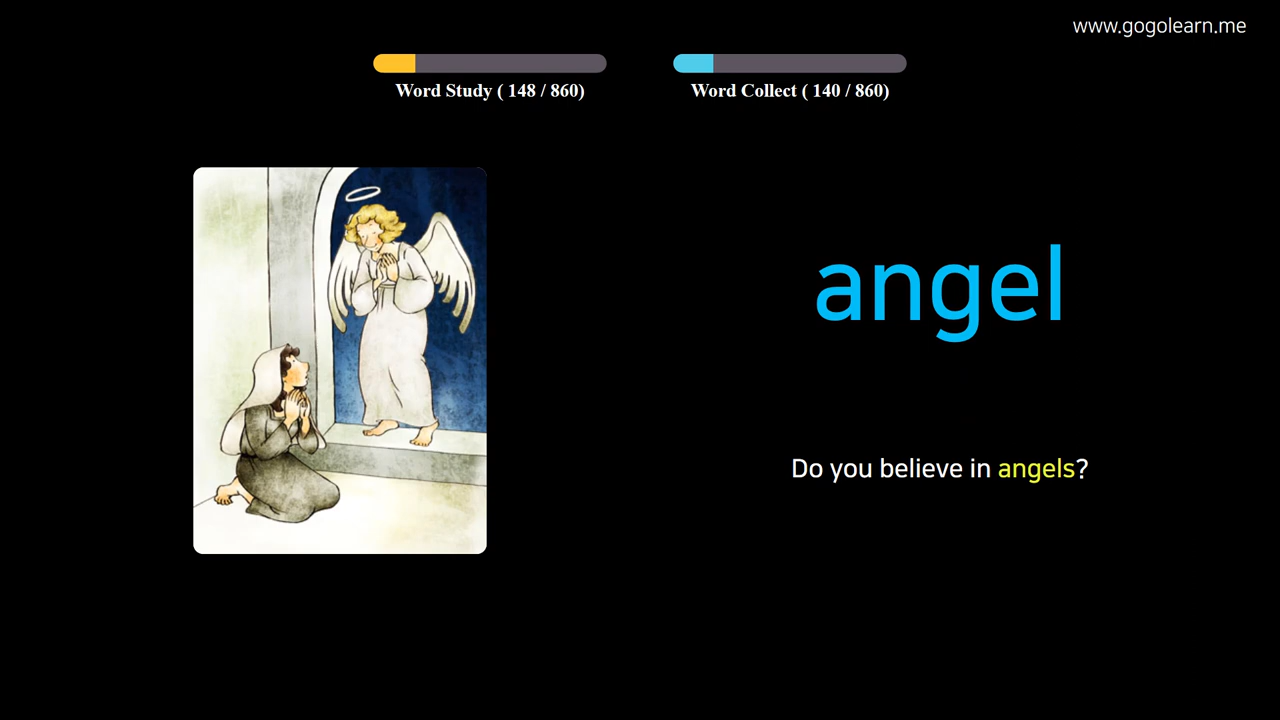 www.gogolearn.me
Word Study ( 148 / 860)
Word Collect ( 140 / 860)
angel
Do you believe in angels?